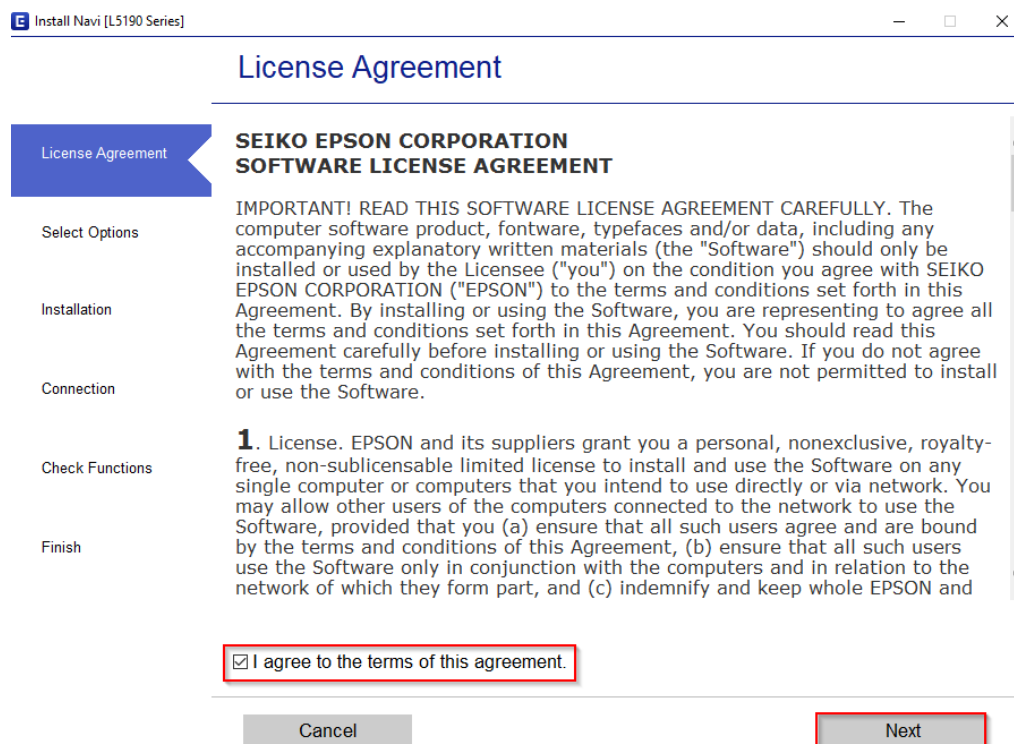 E Install Navi [L5190 Series]
License Agreement
License Agreement
Select Options
Installation
Connection
Check Functions
Finish
SEIKO EPSON CORPORATION
SOFTWARE LICENSE AGREEMENT
IMPORTANT! READ THIS SOFTWARE LICENSE AGREEMENT CAREFULLY. The
computer software product, fontware, typefaces and/or data, including any
accompanying explanatory written materials (the "Software") should only be
installed or used by the Licensee ("you") on the condition you agree with SEIKO
EPSON CORPORATION ("EPSON") to the terms and conditions set forth in this
Agreement. By installing or using the Software, you are representing to agree all
the terms and conditions set forth in this Agreement. You should read this
Agreement carefully before installing or using the Software. If you do not agree
with the terms and conditions of this Agreement, you are not permitted to install
or use the Software.
1. License. EPSON and its suppliers grant you a personal, nonexclusive, royalty-
free, non-sublicensable limited license to install and use the Software on any
single computer or computers that you intend to use directly or via network. You
may allow other users of the computers connected to the network to use the
Software, provided that you (a) ensure that all such users agree and are bound
by the terms and conditions of this Agreement, (b) ensure that all such users
use the Software only in conjunction with the computers and in relation to the
network of which they form part, and (c) indemnify and keep whole EPSON and
I agree to the terms of this agreement.
Cancel
Next